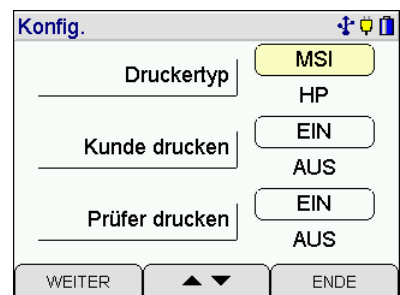 Konfig.
Druckertyp
MSI
HP
Kunde drucken
EIN
AUS
Prüfer drucken
EIN
AUS
WEITER
▲ ▼
ENDE